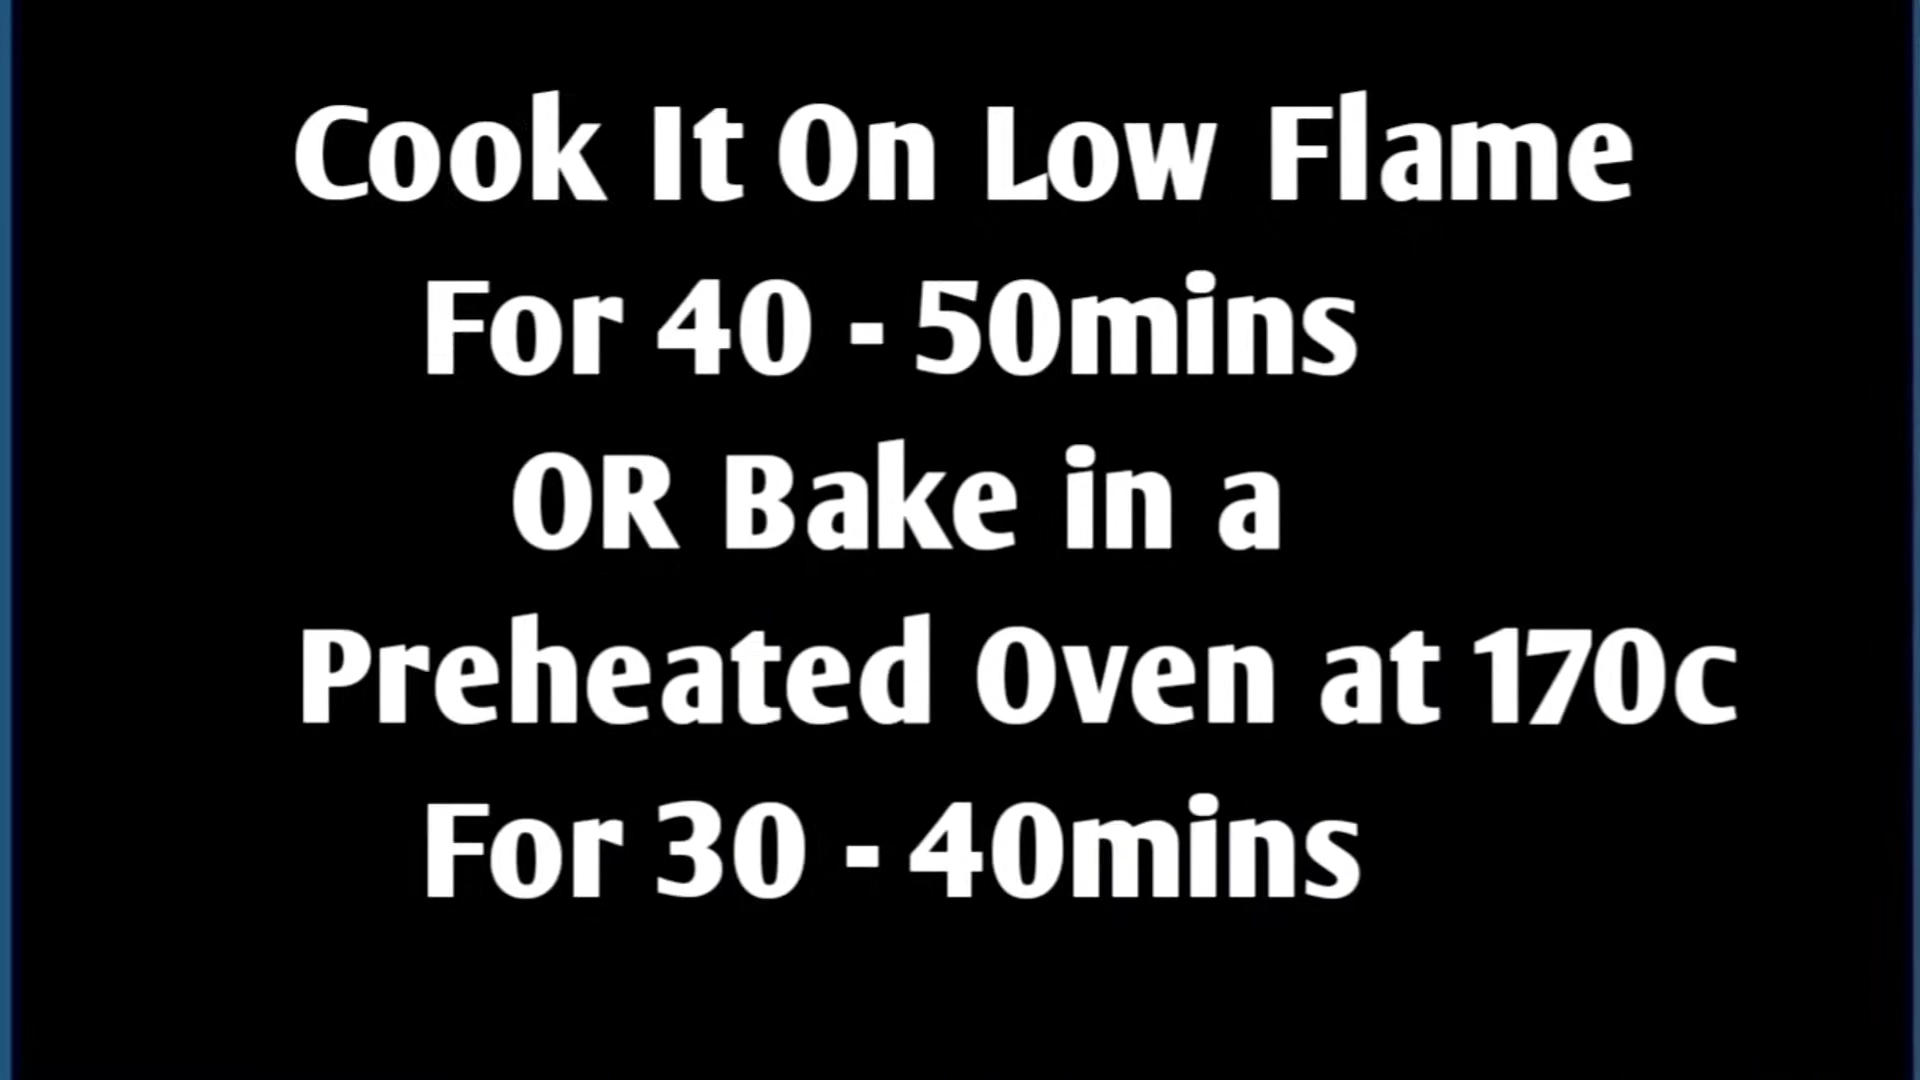 Cook It On Low Flame
For 40 - 50mins
OR Bake in a
Preheated Oven at 170c
For 30 - 40mins